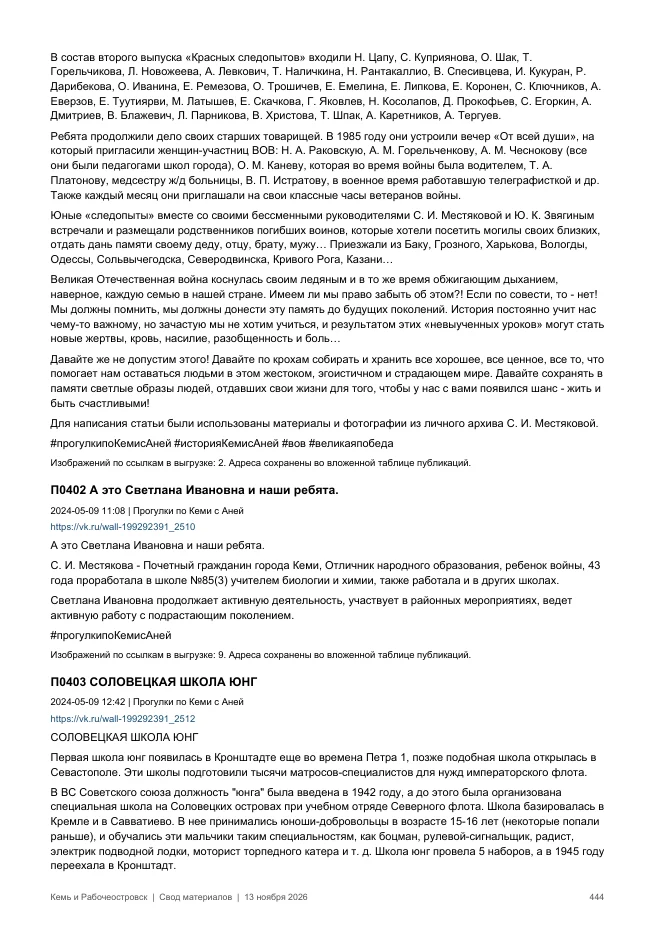 В состав второго выпуска «Красных следопытов» входили Н. Цапу, С. Куприянова, О. Шак, Т.
Горельчикова, Л. Новожеева, А. Левкович, Т. Наличкина, Н. Рантакаллио, В. Спесивцева, И. Кукуран, Р.
Дарибекова, О. Иванина, Е. Ремезова, О. Трошичев, Е. Емелина, Е. Липкова, Е. Коронен, С. Ключников, А.
Еверзов, Е. Туутиярви, М. Латышев, Е. Скачкова, Г. Яковлев, Н. Косолапов, Д. Прокофьев, С. Егоркин, А.
Дмитриев, В. Блажевич, Л. Парникова, В. Христова, Т. Шпак, А. Каретников, А. Тергуев.
Ребята продолжили дело своих старших товарищей. В 1985 году они устроили вечер «От всей души», на
который пригласили женщин-участниц ВОВ: Н. А. Раковскую, А. М. Горельченкову, А. М. Чеснокову (все
они были педагогами школ города), О. М. Каневу, которая во время войны была водителем, Т. А.
Платонову, медсестру ж/д больницы, В. П. Истратову, в военное время работавшую телеграфисткой и др.
Также каждый месяц они приглашали на свои классные часы ветеранов войны.
Юные «следопыты» вместе со своими бессменными руководителями С. И. Местяковой и Ю. К. Звягиным
встречали и размещали родственников погибших воинов, которые хотели посетить могилы своих близких,
отдать дань памяти своему деду, отцу, брату, мужу… Приезжали из Баку, Грозного, Харькова, Вологды,
Одессы, Сольвычегодска, Северодвинска, Кривого Рога, Казани…
Великая Отечественная война коснулась своим ледяным и в то же время обжигающим дыханием,
наверное, каждую семью в нашей стране. Имеем ли мы право забыть об этом?! Если по совести, то - нет!
Мы должны помнить, мы должны донести эту память до будущих поколений. История постоянно учит нас
чему-то важному, но зачастую мы не хотим учиться, и результатом этих «невыученных уроков» могут стать
новые жертвы, кровь, насилие, разобщенность и боль…
Давайте же не допустим этого! Давайте по крохам собирать и хранить все хорошее, все ценное, все то, что
помогает нам оставаться людьми в этом жестоком, эгоистичном и страдающем мире. Давайте сохранять в
памяти светлые образы людей, отдавших свои жизни для того, чтобы у нас с вами появился шанс - жить и
быть счастливыми!
Для написания статьи были использованы материалы и фотографии из личного архива С. И. Местяковой.
#прогулкипоКемисАней #историяКемисАней #вов #великаяпобеда
Изображений по ссылкам в выгрузке: 2. Адреса сохранены во вложенной таблице публикаций.
П0402 А это Светлана Ивановна и наши ребята.
2024-05-09 11:08 | Прогулки по Кеми с Аней
https://vk.ru/wall-199292391_2510
А это Светлана Ивановна и наши ребята.
С. И. Местякова - Почетный гражданин города Кеми, Отличник народного образования, ребенок войны, 43
года проработала в школе №85(3) учителем биологии и химии, также работала и в других школах.
Светлана Ивановна продолжает активную деятельность, участвует в районных мероприятиях, ведет
активную работу с подрастающим поколением.
#прогулкипоКемисАней
Изображений по ссылкам в выгрузке: 9. Адреса сохранены во вложенной таблице публикаций.
П0403 СОЛОВЕЦКАЯ ШКОЛА ЮНГ
2024-05-09 12:42 | Прогулки по Кеми с Аней
https://vk.ru/wall-199292391_2512
СОЛОВЕЦКАЯ ШКОЛА ЮНГ
Первая школа юнг появилась в Кронштадте еще во времена Петра 1, позже подобная школа открылась в
Севастополе. Эти школы подготовили тысячи матросов-специалистов для нужд императорского флота.
В ВС Советского союза должность "юнга" была введена в 1942 году, а до этого была организована
специальная школа на Соловецких островах при учебном отряде Северного флота. Школа базировалась в
Кремле и в Савватиево. В нее принимались юноши-добровольцы в возрасте 15-16 лет (некоторые попали
раньше), и обучались эти мальчики таким специальностям, как боцман, рулевой-сигнальщик, радист,
электрик подводной лодки, моторист торпедного катера и т. д. Школа юнг провела 5 наборов, а в 1945 году
переехала в Кронштадт.
Кемь и Рабочеостровск | Свод материалов | 13 ноября 2026
444